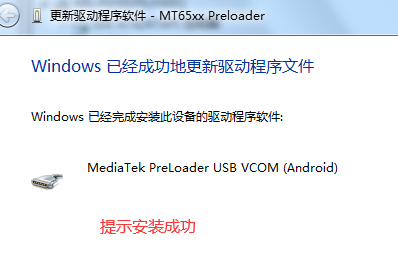 更新驱动程序软件 - MT65xx Preloader
Windows 已经成功地更新驱动程序文件
Windows 已经完成安装此设备的驱动程序软件:
MediaTek PreLoader USB VCOM (Android)
提示安装成功